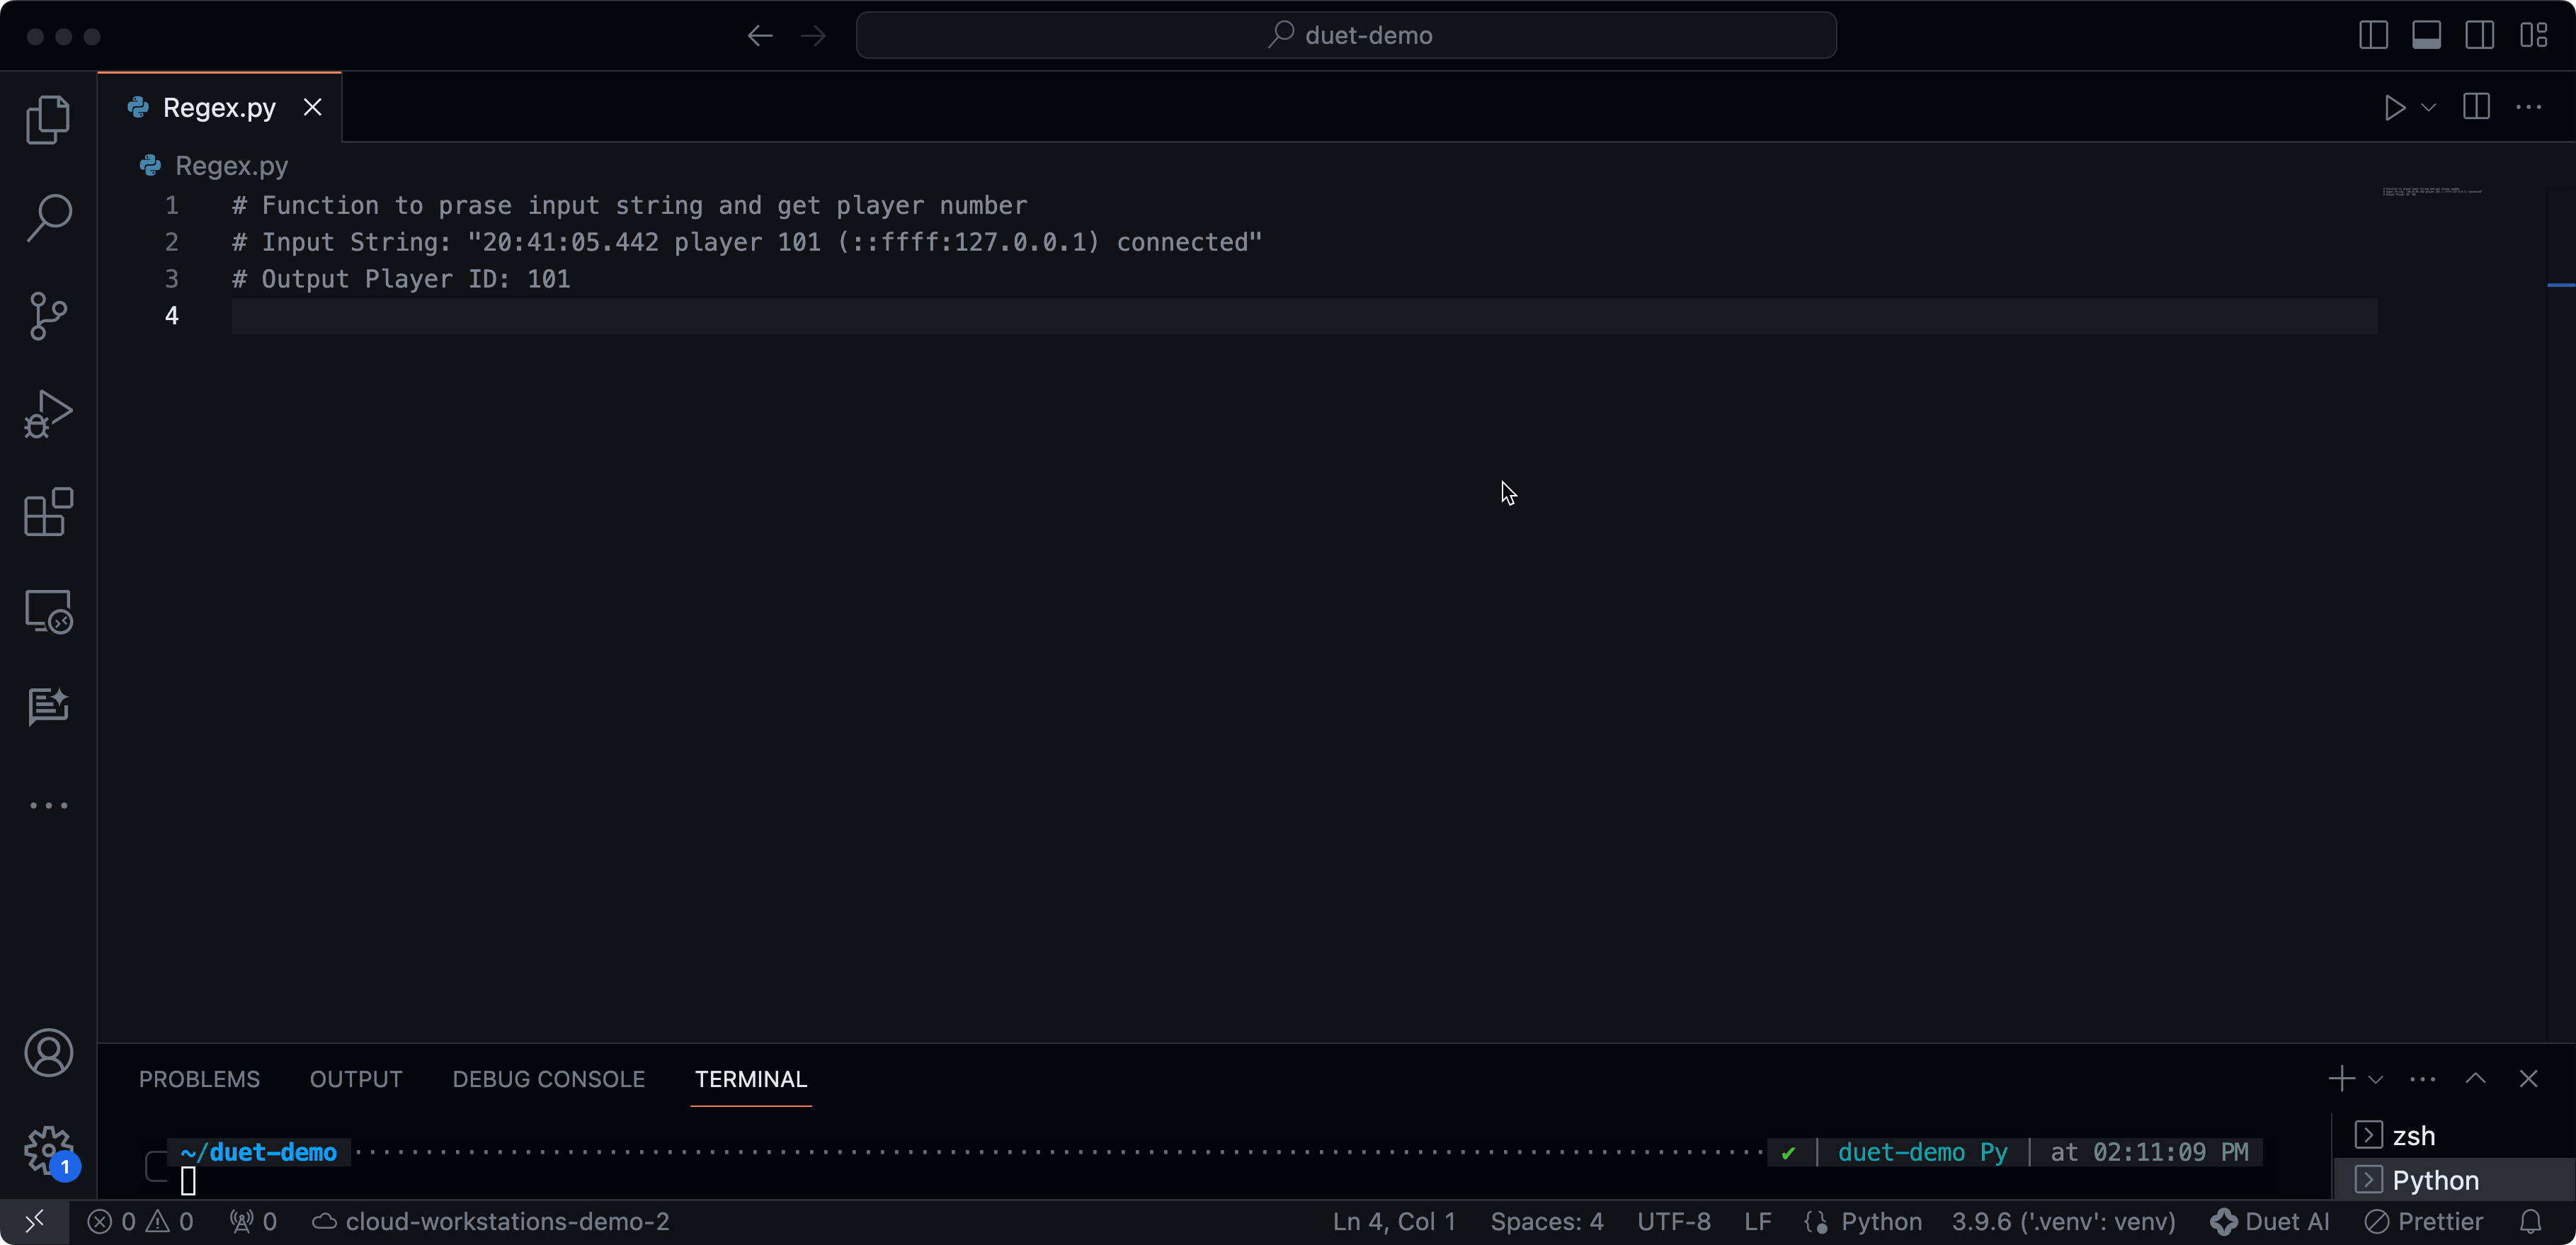 duet-demo
Regex.py
Regex.py
1 # Function to prase input string and get player number
2 # Input String: "20:41:05.442 player 101 (::ffff:127.0.0.1) connected"
3 # Output Player ID: 101
4
PROBLEMS OUTPUT DEBUG CONSOLE TERMINAL
~/duet-demo ✔ | duet-demo Py | at 02:11:09 PM
zsh
Python
1
0 0 0 cloud-workstations-demo-2 Ln 4, Col 1 Spaces: 4 UTF-8 LF Python 3.9.6 ('.venv': venv) Duet AI Prettier